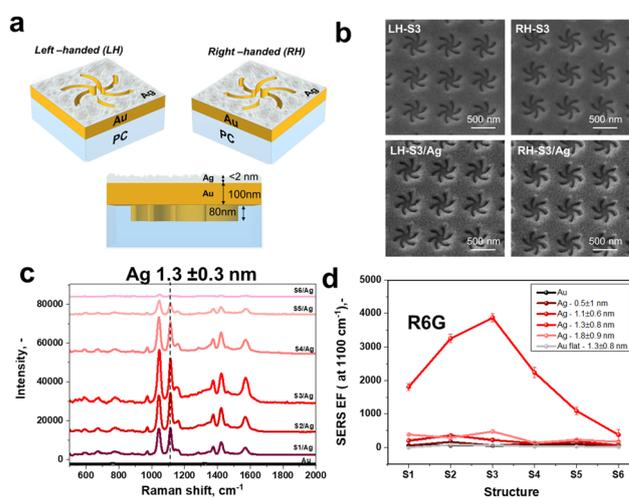 a
Left –handed (LH)
Right –handed (RH)
Ag
Au
PC
Ag
Au
PC
Ag <2 nm
Au 100nm
80nm
b
LH-S3
500 nm
RH-S3
500 nm
LH-S3/Ag
500 nm
RH-S3/Ag
500 nm
c
Ag 1.3 ±0.3 nm
Intensity, -
80000
60000
40000
20000
0
S6/Ag
S5/Ag
S4/Ag
S3/Ag
S2/Ag
S1/Ag
Au
600 800 1000 1200 1400 1600 1800 2000
Raman shift, cm-1
d
SERS EF ( at 1100 cm-1),-
5000
4000
3000
2000
1000
0
R6G
Au
Ag - 0.5±1 nm
Ag - 1.1±0.6 nm
Ag - 1.3±0.8 nm
Ag - 1.8±0.9 nm
Au flat - 1.3±0.8 nm
S1 S2 S3 S4 S5 S6
Structure